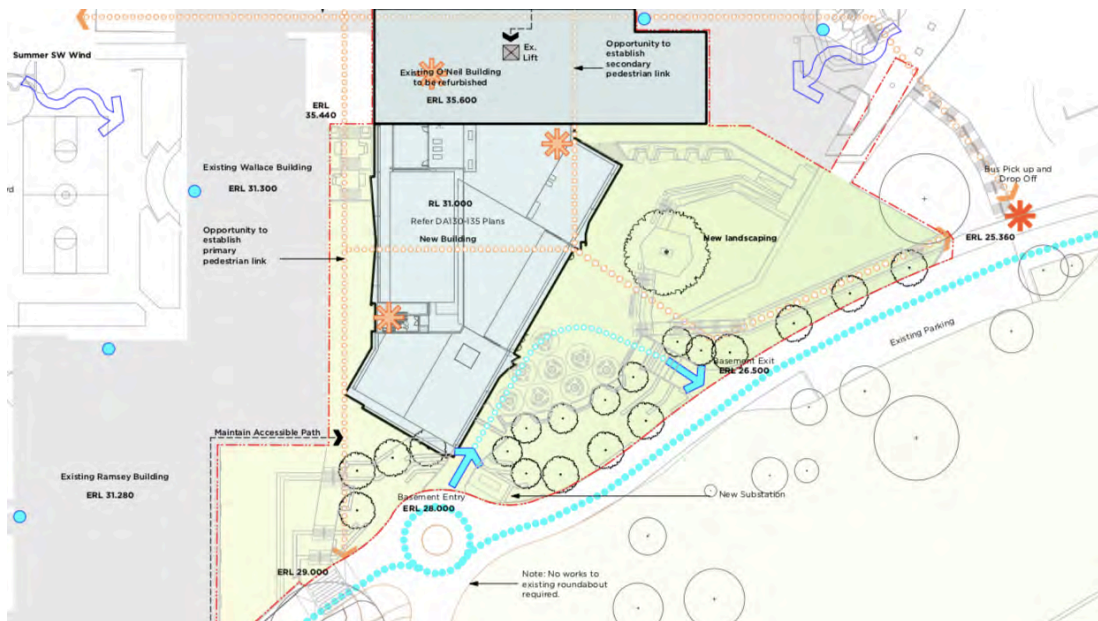 Summer SW Wind
ERL
35.440
Existing Wallace Building
ERL 31.300
Opportunity to
establish
primary
pedestrian link
Ex.
Lift
Existing O'Neil Building
to be refurbished
ERL 35.600
Opportunity to
establish
secondary
pedestrian link
RL 31.000
Refer DA130-135 Plans
New Building
New landscaping
Bus Pick up and
Drop Off
ERL 25.360
Existing Parking
Basement Exit
ERL 26.500
Maintain Accessible Path
Existing Ramsey Building
ERL 31.280
Basement Entry
ERL 28.000
New Substation
ERL 29.000
Note: No works to
existing roundabout
required.